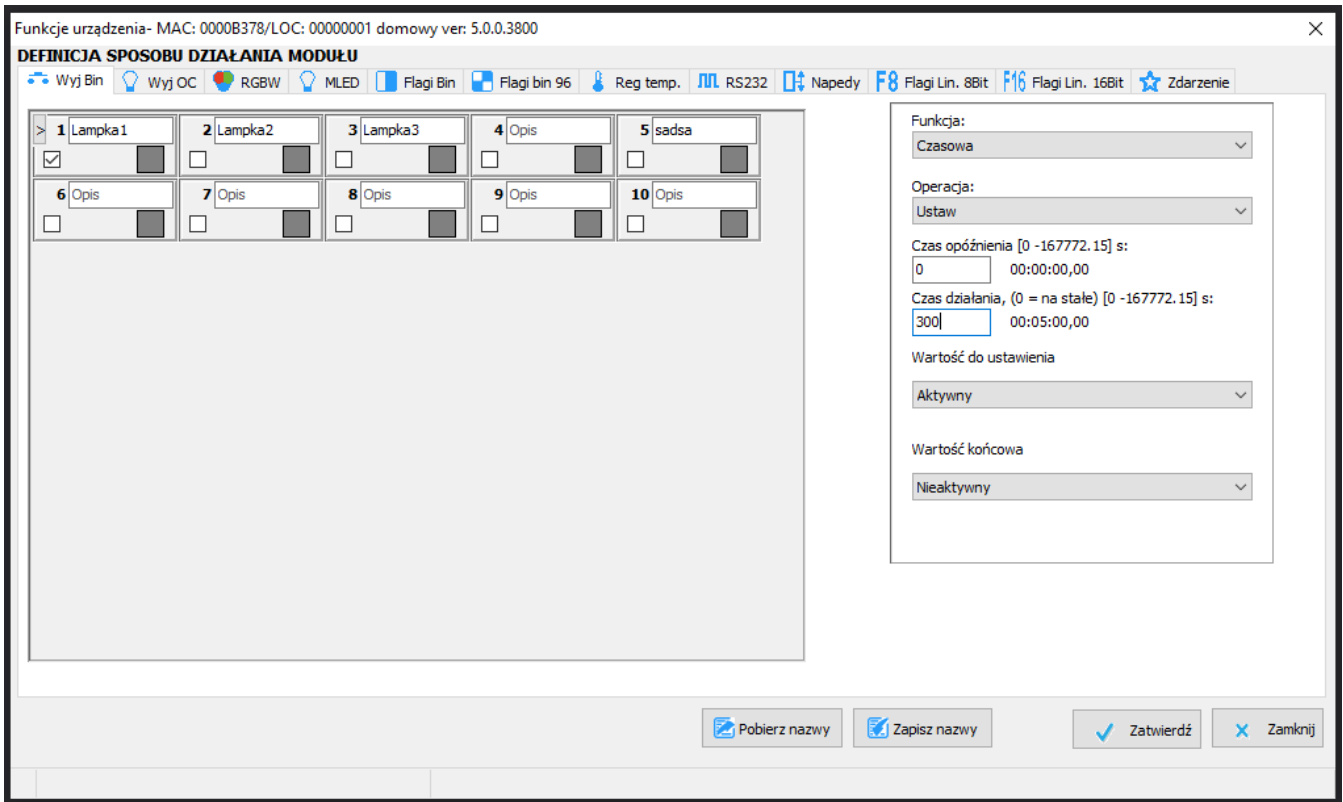 Funkcje urządzenia- MAC: 0000B378/LOC: 00000001 domowy ver: 5.0.0.3800
DEFINICJA SPOSOBU DZIAŁANIA MODUŁU
Wyj Bin Wyj OC RGBW MLED Flagi Bin Flagi bin 96 Reg temp. RS232 Napedy F8 Flagi Lin. 8Bit F16 Flagi Lin. 16Bit Zdarzenie
> 1 Lampka1 2 Lampka2 3 Lampka3 4 Opis 5 sadsa
6 Opis 7 Opis 8 Opis 9 Opis 10 Opis
Funkcja:
Czasowa
Operacja:
Ustaw
Czas opóźnienia [0 -167772.15] s:
0 00:00:00,00
Czas działania, (0 = na stałe) [0 -167772.15] s:
300 00:05:00,00
Wartość do ustawienia
Aktywny
Wartość końcowa
Nieaktywny
Pobierz nazwy Zapisz nazwy Zatwierdź Zamknij